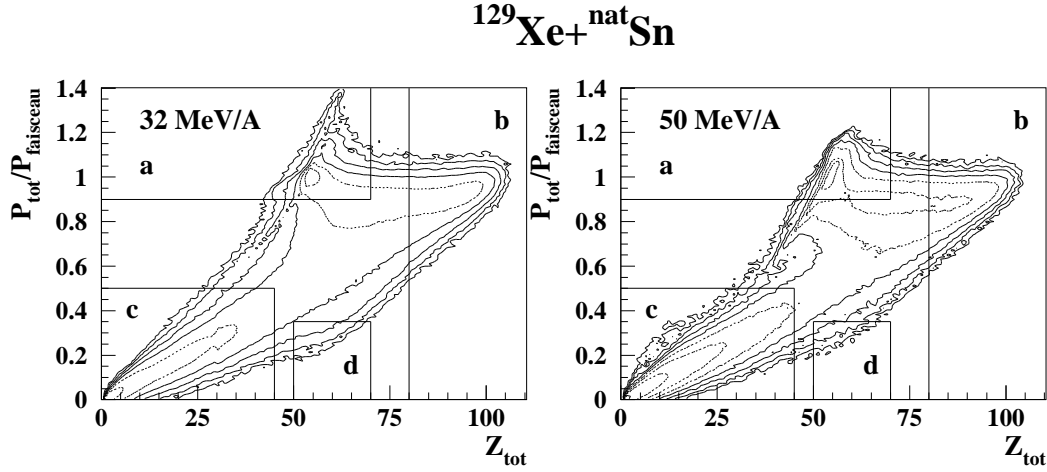 129Xe+natSn
Ptot/Pfaisceau
1.4
1.2
1
0.8
0.6
0.4
0.2
0
32 MeV/A
a
b
c
d
0 25 50 75 100
Ztot
Ptot/Pfaisceau
1.4
1.2
1
0.8
0.6
0.4
0.2
0
50 MeV/A
a
b
c
d
0 25 50 75 100
Ztot